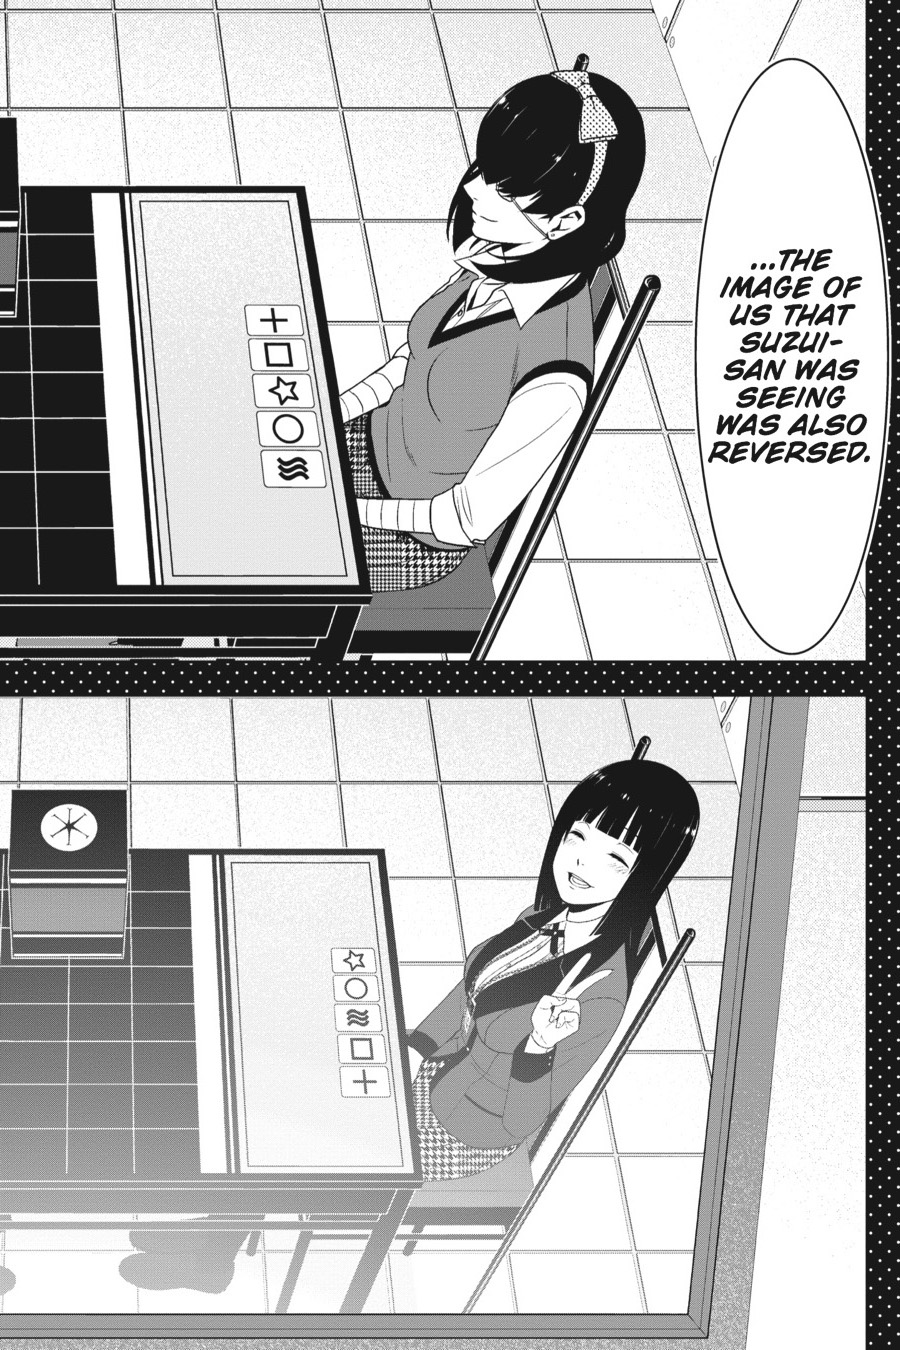 ...THE
IMAGE OF
US THAT
SUZUI-
SAN WAS
SEEING
WAS ALSO
REVERSED.